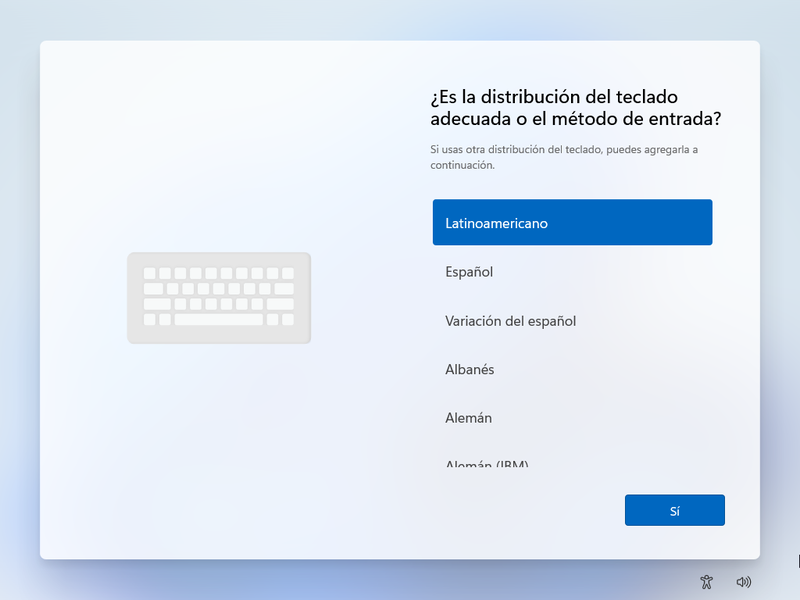 ¿Es la distribución del teclado
adecuada o el método de entrada?
Si usas otra distribución del teclado, puedes agregarla a
continuación.
Latinoamericano
Español
Variación del español
Albanés
Alemán
Alemán (IBM)
Sí